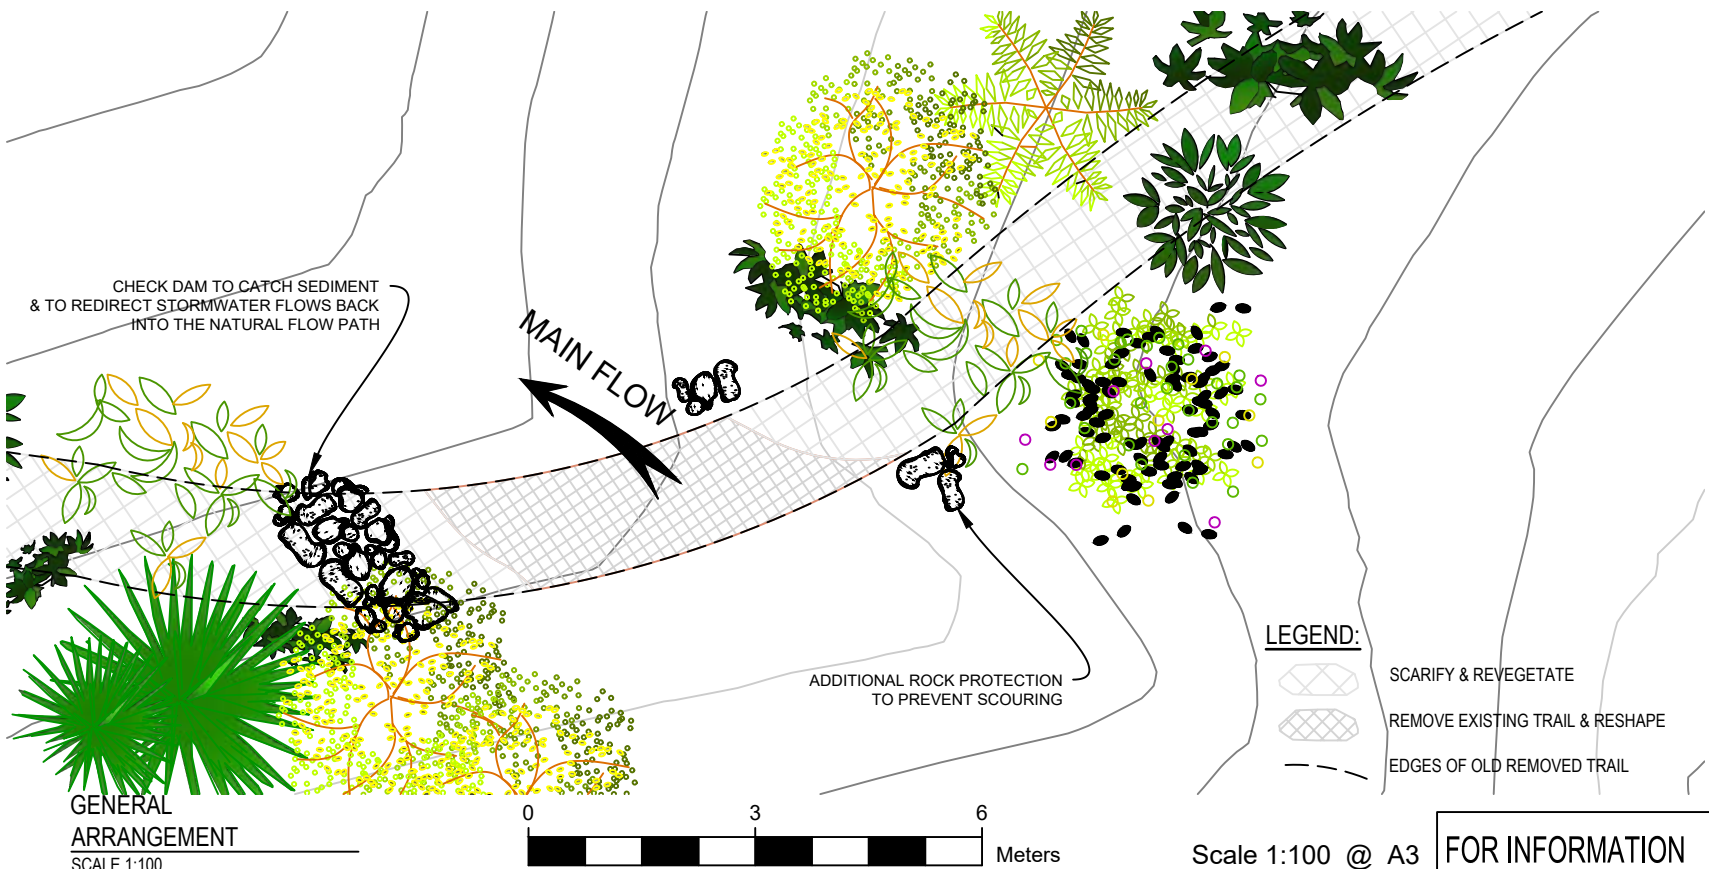 CHECK DAM TO CATCH SEDIMENT
& TO REDIRECT STORMWATER FLOWS BACK
INTO THE NATURAL FLOW PATH
MAIN FLOW
ADDITIONAL ROCK PROTECTION
TO PREVENT SCOURING
LEGEND:
SCARIFY & REVEGETATE
REMOVE EXISTING TRAIL & RESHAPE
EDGES OF OLD REMOVED TRAIL
GENERAL
ARRANGEMENT
SCALE 1:100
0 3 6
Meters
Scale 1:100 @ A3
FOR INFORMATION